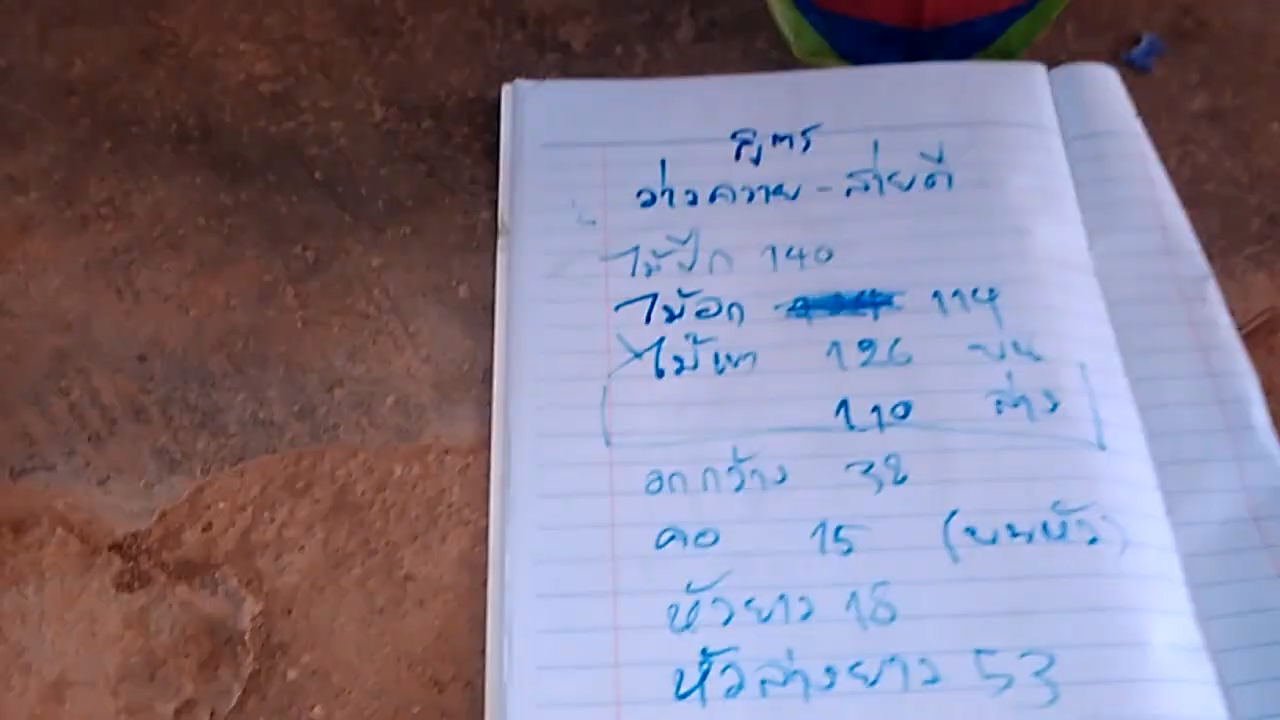 สูตร
ว่าวควาย - ส่ายดี
ไม้ปีก 140
ไม้อก 114
ไม้ขา 126 บน
110 ล่าง
อกกว้าง 38
คอ 15 (บนหัว)
หัวยาว 18
หัวล่างยาว 53